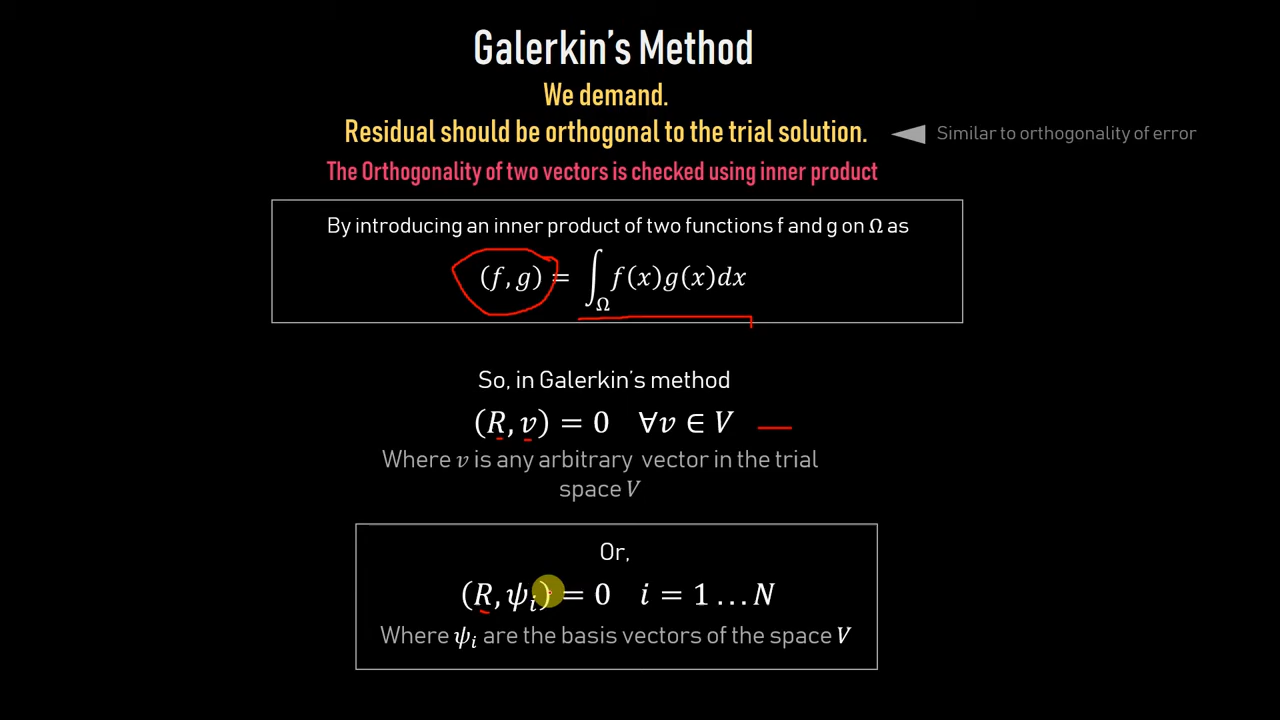 Galerkin's Method
We demand.
Residual should be orthogonal to the trial solution.
Similar to orthogonality of error
The Orthogonality of two vectors is checked using inner product
By introducing an inner product of two functions f and g on Ω as
(f, g) = ∫_Ω f(x)g(x)dx
So, in Galerkin's method
(R, v) = 0 ∀v ∈ V
Where v is any arbitrary vector in the trial
space V
Or,
(R, ψ_i) = 0 i = 1 … N
Where ψ_i are the basis vectors of the space V